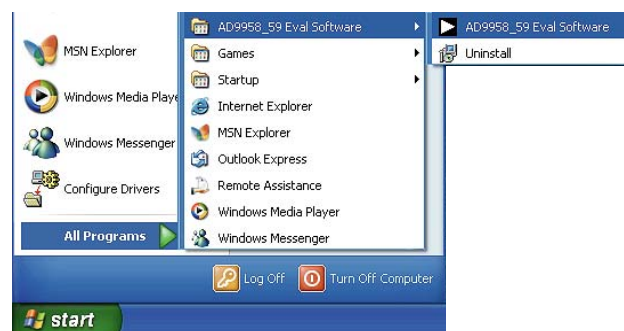 MSN Explorer
Windows Media Playe
Windows Messenger
Configure Drivers
All Programs
AD9958_59 Eval Software
Games
Startup
Internet Explorer
MSN Explorer
Outlook Express
Remote Assistance
Windows Media Player
Windows Messenger
AD9958_59 Eval Software
Uninstall
Log Off
Turn Off Computer
start